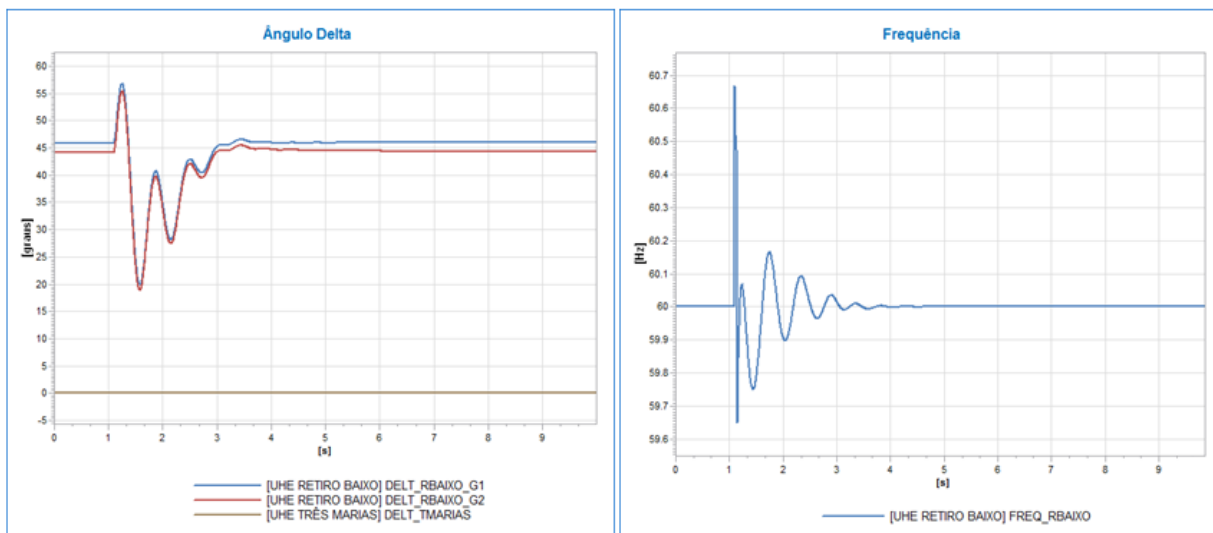 Ângulo Delta
60
55
50
45
40
35
30
25
20
15
10
5
0
-5
[graus]
0 1 2 3 4 5 6 7 8 9
[s]
[UHE RETIRO BAIXO] DELT_RBAIXO_G1
[UHE RETIRO BAIXO] DELT_RBAIXO_G2
[UHE TRÊS MARIAS] DELT_TMARIAS
Frequência
60.7
60.6
60.5
60.4
60.3
60.2
60.1
60
59.9
59.8
59.7
59.6
[Hz]
0 1 2 3 4 5 6 7 8 9
[s]
[UHE RETIRO BAIXO] FREQ_RBAIXO